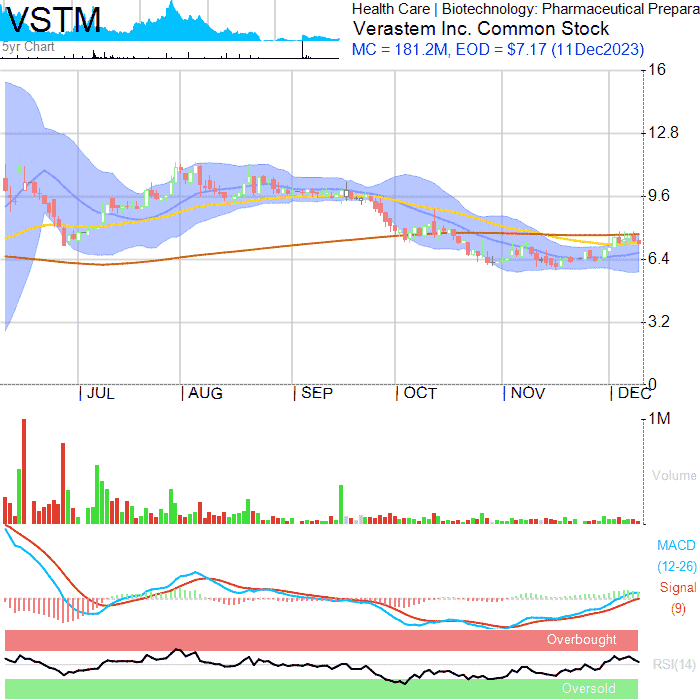 VSTM
5yr Chart
Health Care | Biotechnology: Pharmaceutical Prepara
Verastem Inc. Common Stock
MC = 181.2M, EOD = $7.17 (11Dec2023)
16
12.8
9.6
6.4
3.2
0
JUL
AUG
SEP
OCT
NOV
DEC
1M
Volume
MACD
(12-26)
Signal
(9)
Overbought
RSI(14)
Oversold